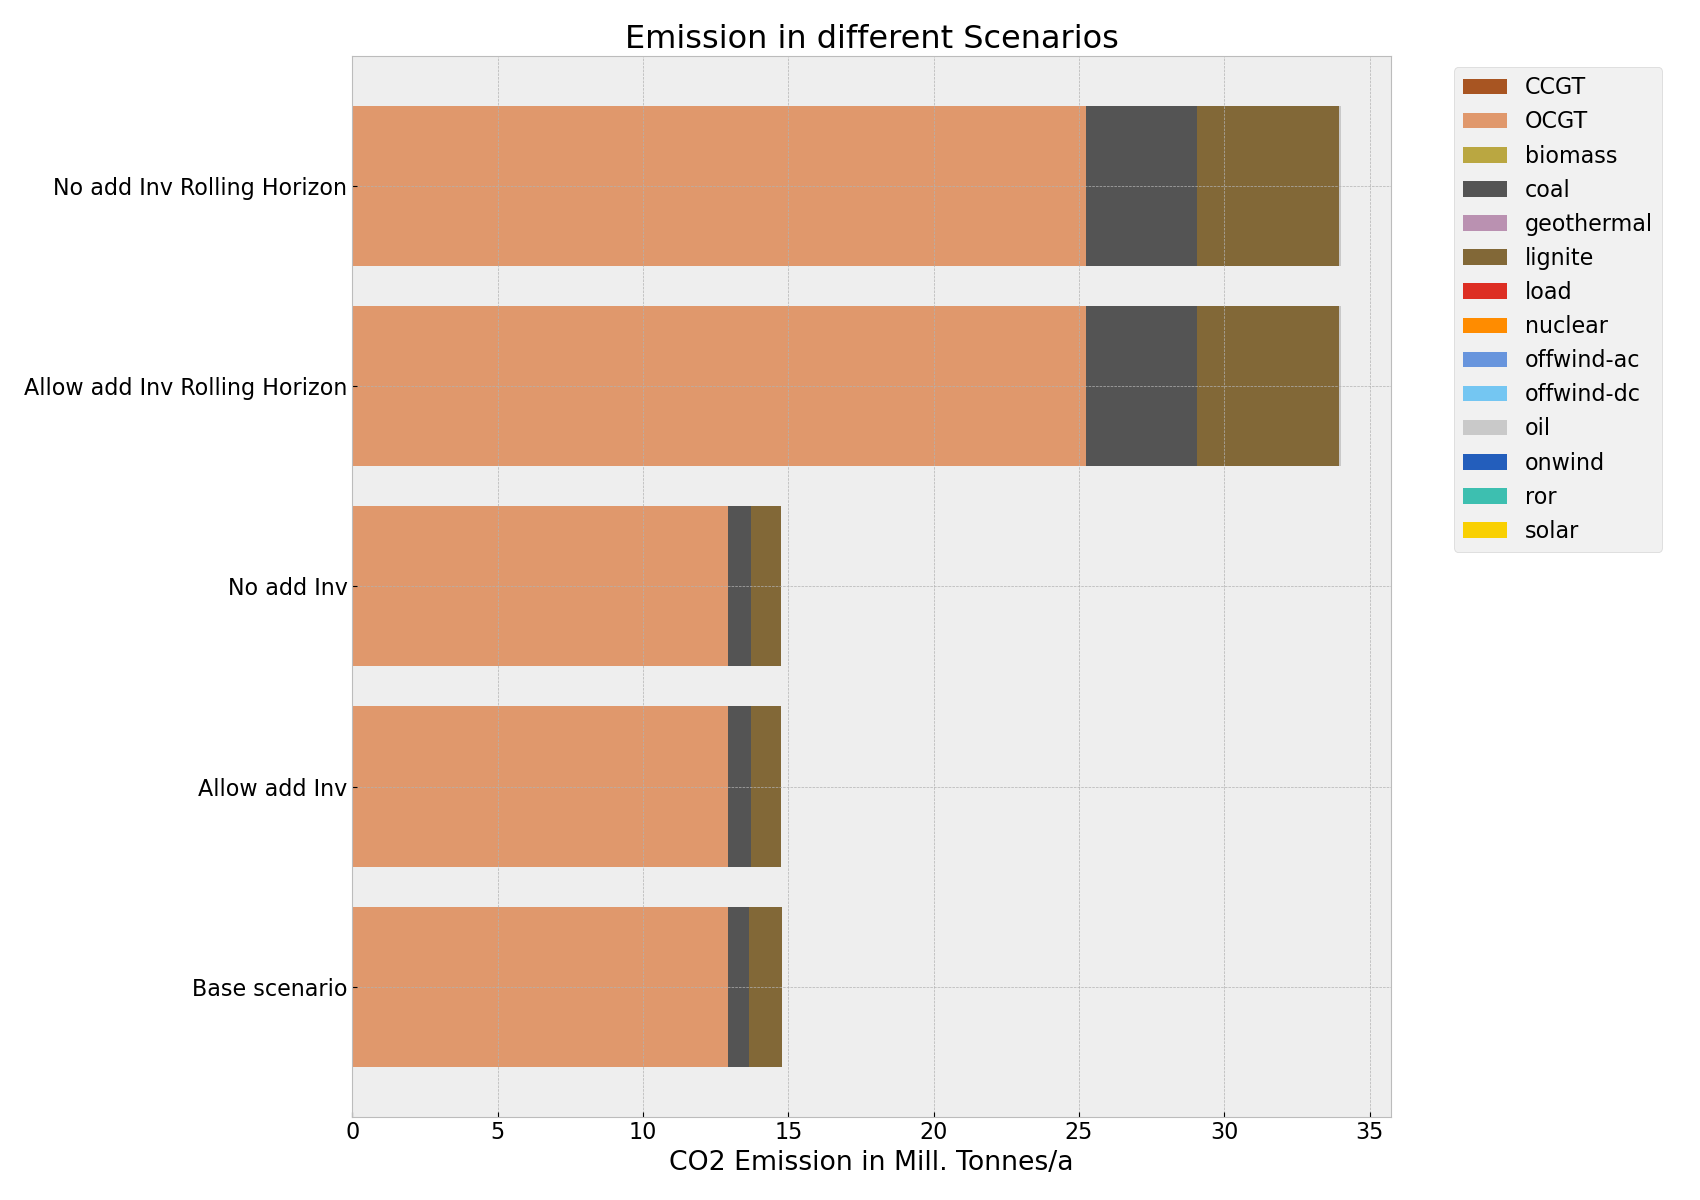 Emission in different Scenarios
No add Inv Rolling Horizon
Allow add Inv Rolling Horizon
No add Inv
Allow add Inv
Base scenario
0 5 10 15 20 25 30 35
CO2 Emission in Mill. Tonnes/a
CCGT
OCGT
biomass
coal
geothermal
lignite
load
nuclear
offwind-ac
offwind-dc
oil
onwind
ror
solar